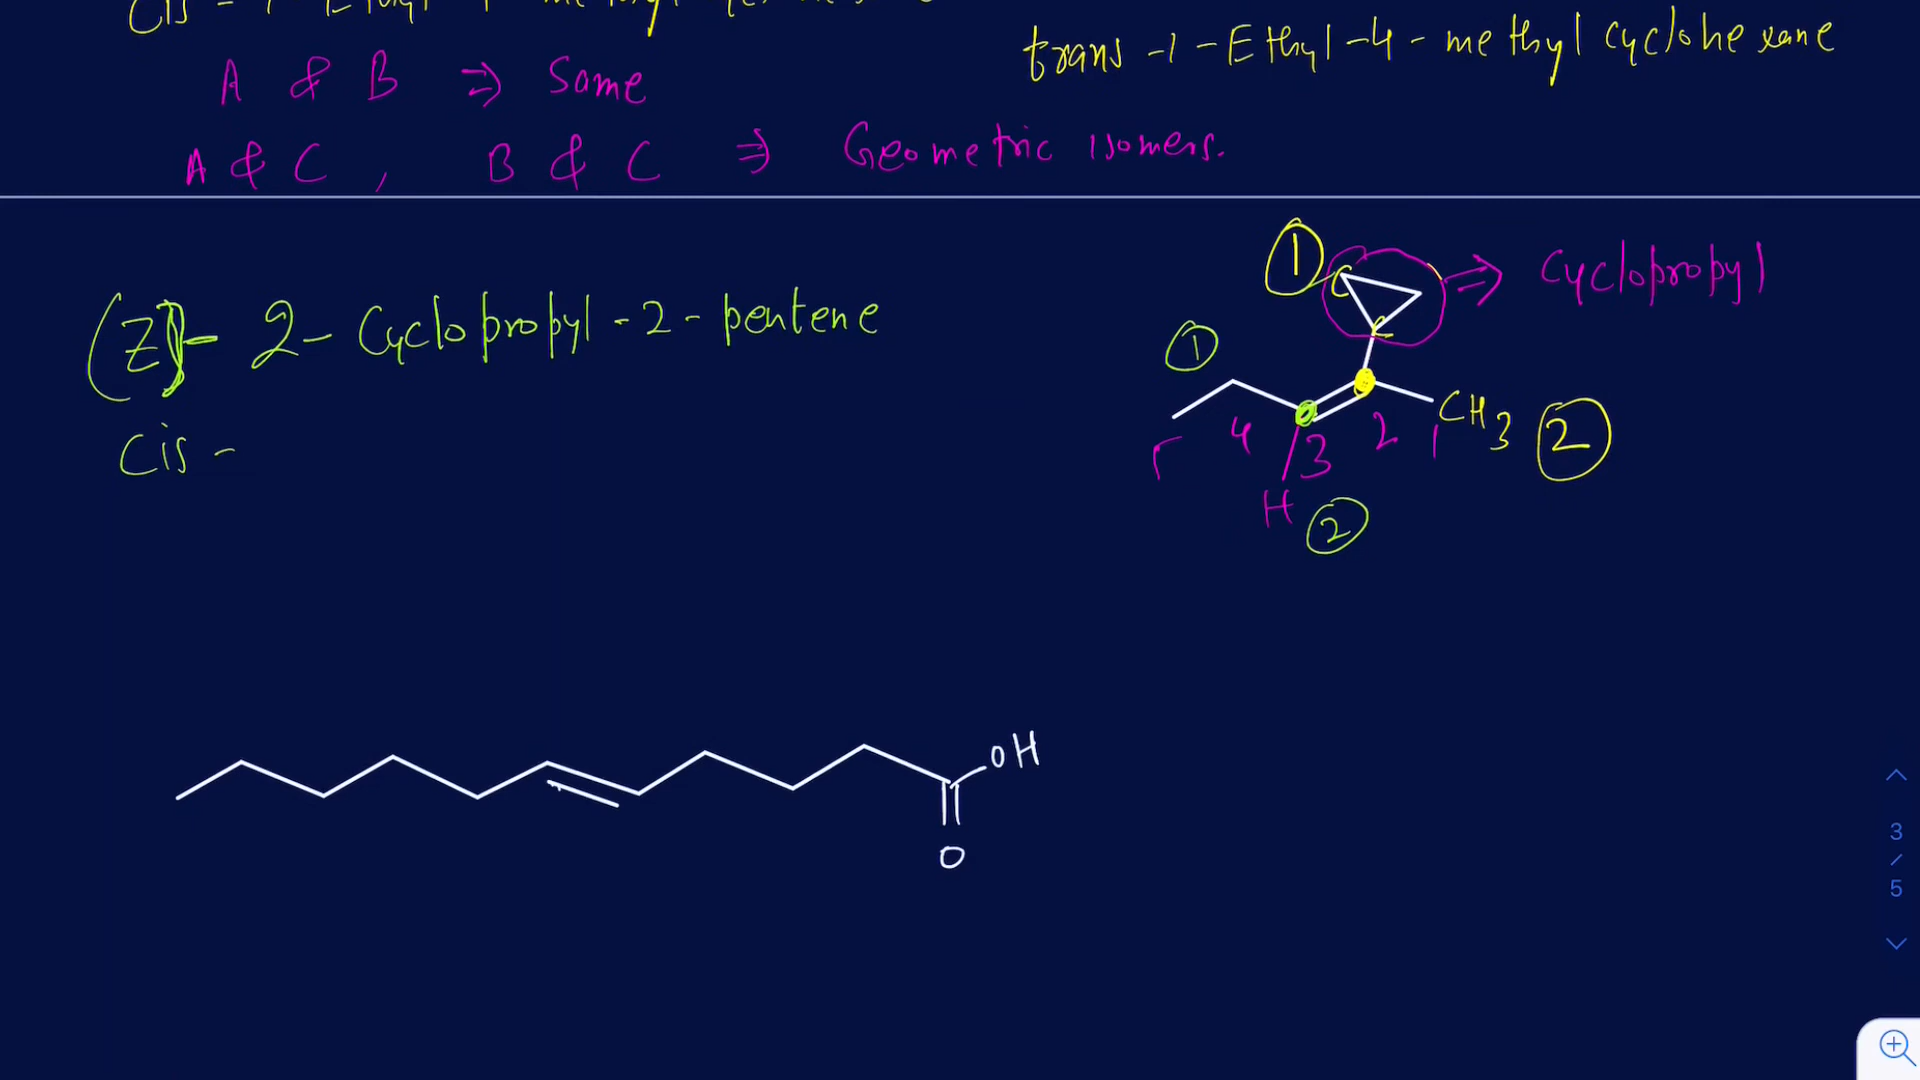 trans-1-Ethyl-4-methyl cyclohexane
A & B ⇒ Same
A & C, B & C ⇒ Geometric isomers.
(Z)- 2-Cyclopropyl-2-pentene
Cis -
1 C ⇒ Cyclopropyl
C
1
4 3 2 1 CH3 2
H 2
OH
O
3
/
5